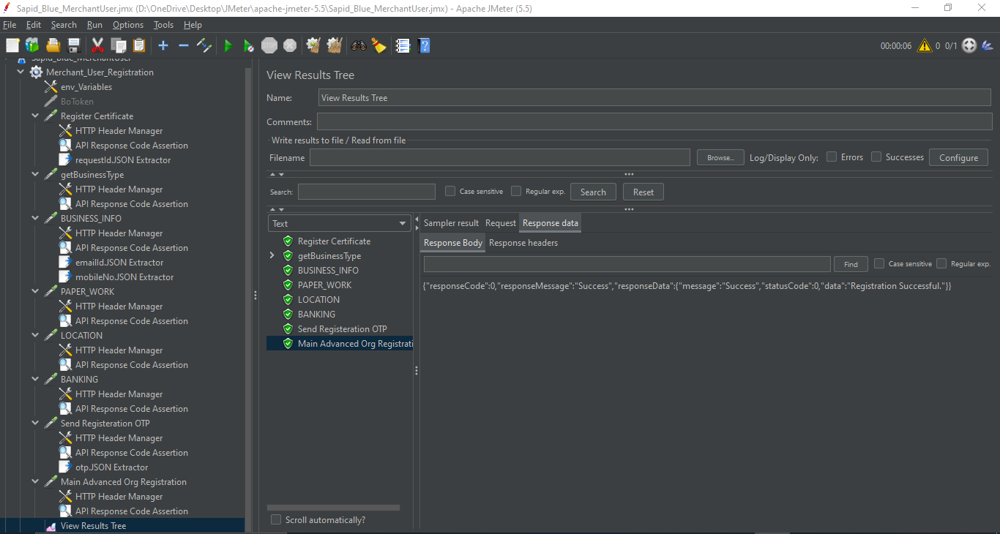 Sapid_Blue_MerchantUser.jmx (D:\OneDrive\Desktop\JMeter\apache-jmeter-5.5\Sapid_Blue_MerchantUser.jmx) - Apache JMeter (5.5)
File Edit Search Run Options Tools Help
STOP
00:00:06 0 0/1
Sapid_Blue_MerchantUser
Merchant_User_Registration
env_Variables
BoToken
Register Certificate
HTTP Header Manager
API Response Code Assertion
requestId.JSON Extractor
getBusinessType
HTTP Header Manager
API Response Code Assertion
BUSINESS_INFO
HTTP Header Manager
API Response Code Assertion
emailId.JSON Extractor
mobileNo.JSON Extractor
PAPER_WORK
HTTP Header Manager
API Response Code Assertion
LOCATION
HTTP Header Manager
API Response Code Assertion
BANKING
HTTP Header Manager
API Response Code Assertion
Send Registeration OTP
HTTP Header Manager
API Response Code Assertion
otp.JSON Extractor
Main Advanced Org Registration
HTTP Header Manager
API Response Code Assertion
View Results Tree
View Results Tree
Name: View Results Tree
Comments:
Write results to file / Read from file
Filename Browse... Log/Display Only: Errors Successes Configure
Search: Case sensitive Regular exp. Search Reset
Text
Register Certificate
getBusinessType
BUSINESS_INFO
PAPER_WORK
LOCATION
BANKING
Send Registeration OTP
Main Advanced Org Registrati
Scroll automatically?
Sampler result Request Response data
Response Body Response headers
Find Case sensitive Regular exp.
{"responseCode":0,"responseMessage":"Success","responseData":{"message":"Success","statusCode":0,"data":"Registration Successful."}}